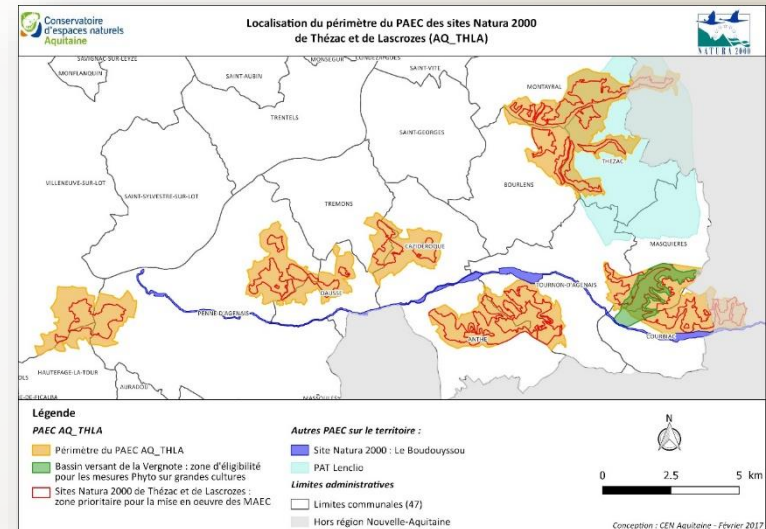 Conservatoire
d'espaces naturels
Aquitaine
Localisation du périmètre du PAEC des sites Natura 2000
de Thézac et de Lascrozes (AQ_THLA)
NATURA 2000
SAVIGNAC-SUR-LEYZE
MONFLANQUIN
SAINT-AUBIN
MONSEGUR
SAINT-VITE
MONTAYRAL
TRENTELS
SAINT-GEORGES
THEZAC
VILLENEUVE-SUR-LOT
SAINT-SYLVESTRE-SUR-LOT
BOURLENS
TREMONS
CAZIDEROQUE
MASQUIERES
DAUSSE
TOURNON-D'AGENAIS
PENNE-D'AGENAIS
ANTHE
COURBIAC
HAUTEFAGE-LA-TOUR
AURADOU
MASSOULES
Légende
PAEC AQ_THLA
Périmètre du PAEC AQ_THLA
Bassin versant de la Vergnote : zone d'éligibilité
pour les mesures Phyto sur grandes cultures
Sites Natura 2000 de Thézac et de Lascrozes :
zone prioritaire pour la mise en oeuvre des MAEC
Autres PAEC sur le territoire :
Site Natura 2000 : Le Boudouyssou
PAT Lenclio
Limites administratives
Limites communales (47)
Hors région Nouvelle-Aquitaine
N
0 2.5 5 km
Conception : CEN Aquitaine - Février 2017